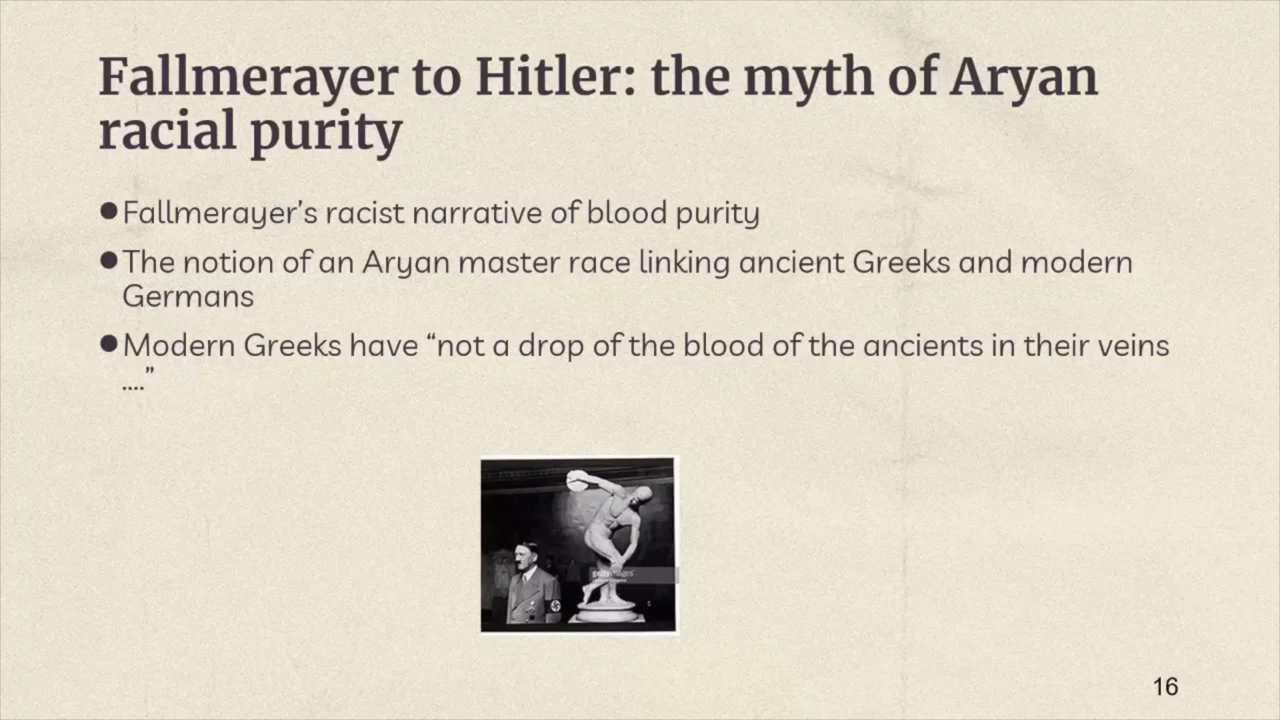 Fallmerayer to Hitler: the myth of Aryan
racial purity
●Fallmerayer’s racist narrative of blood purity
●The notion of an Aryan master race linking ancient Greeks and modern
Germans
●Modern Greeks have “not a drop of the blood of the ancients in their veins
....”
gettyimages
16